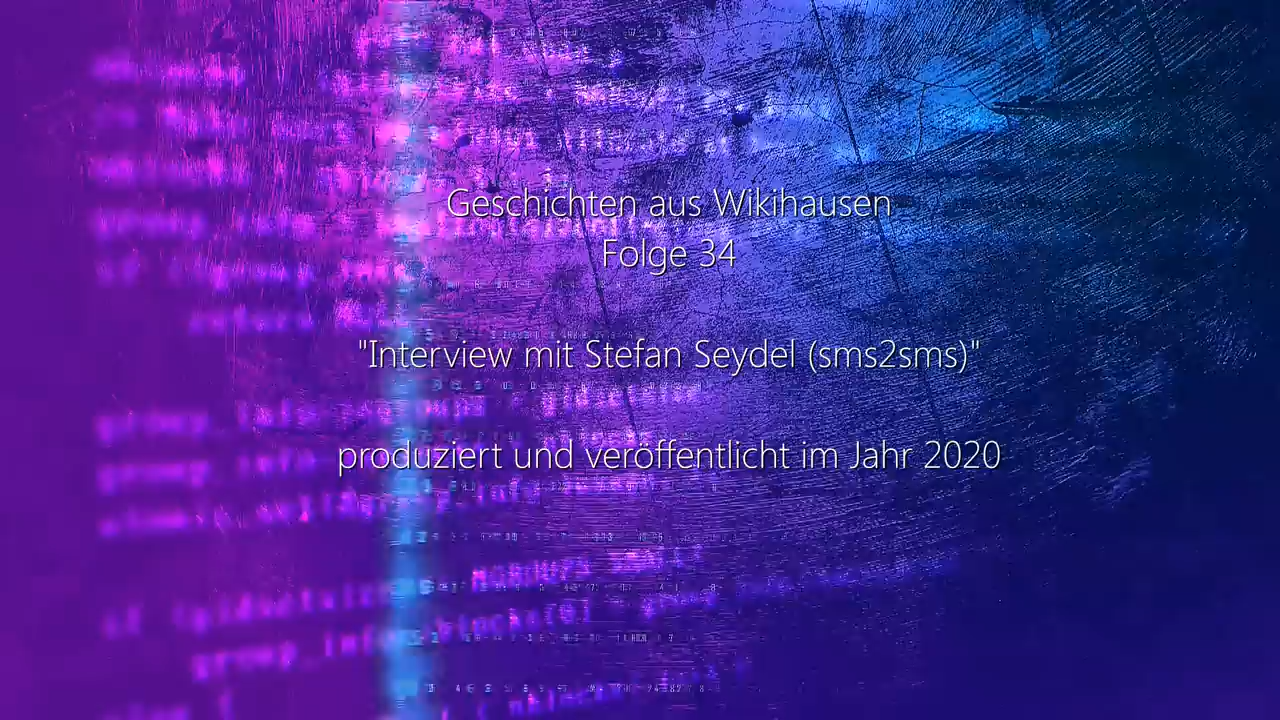 Geschichten aus Wikihausen
Folge 34
"Interview mit Stefan Seydel (sms2sms)"
produziert und veröffentlicht im Jahr 2020